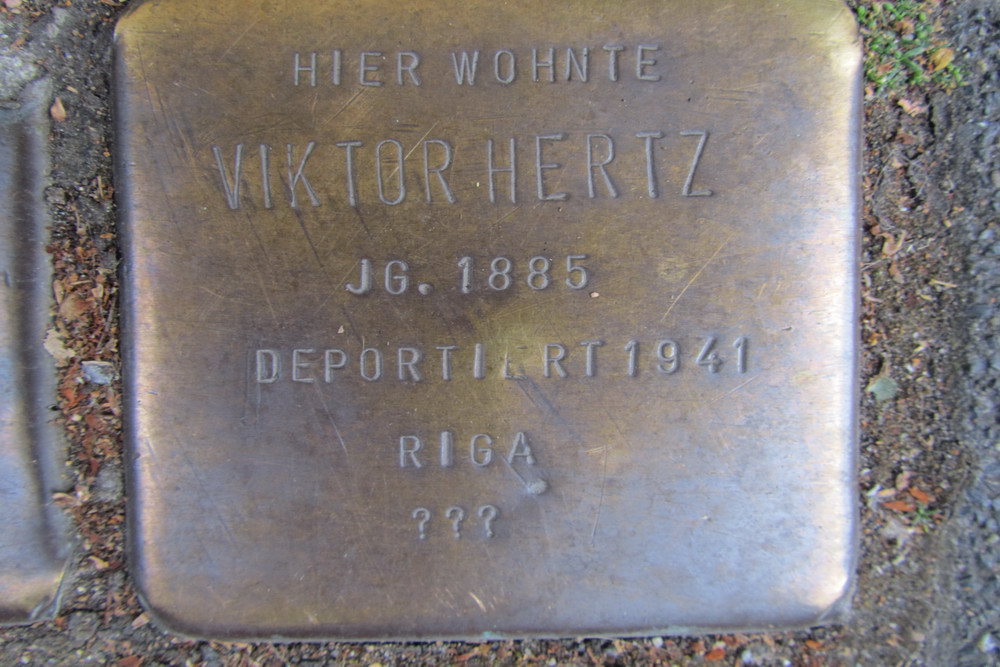 HIER WOHNTE
VIKTOR HERTZ
JG. 1885
DEPORTIERT 1941
RIGA
???